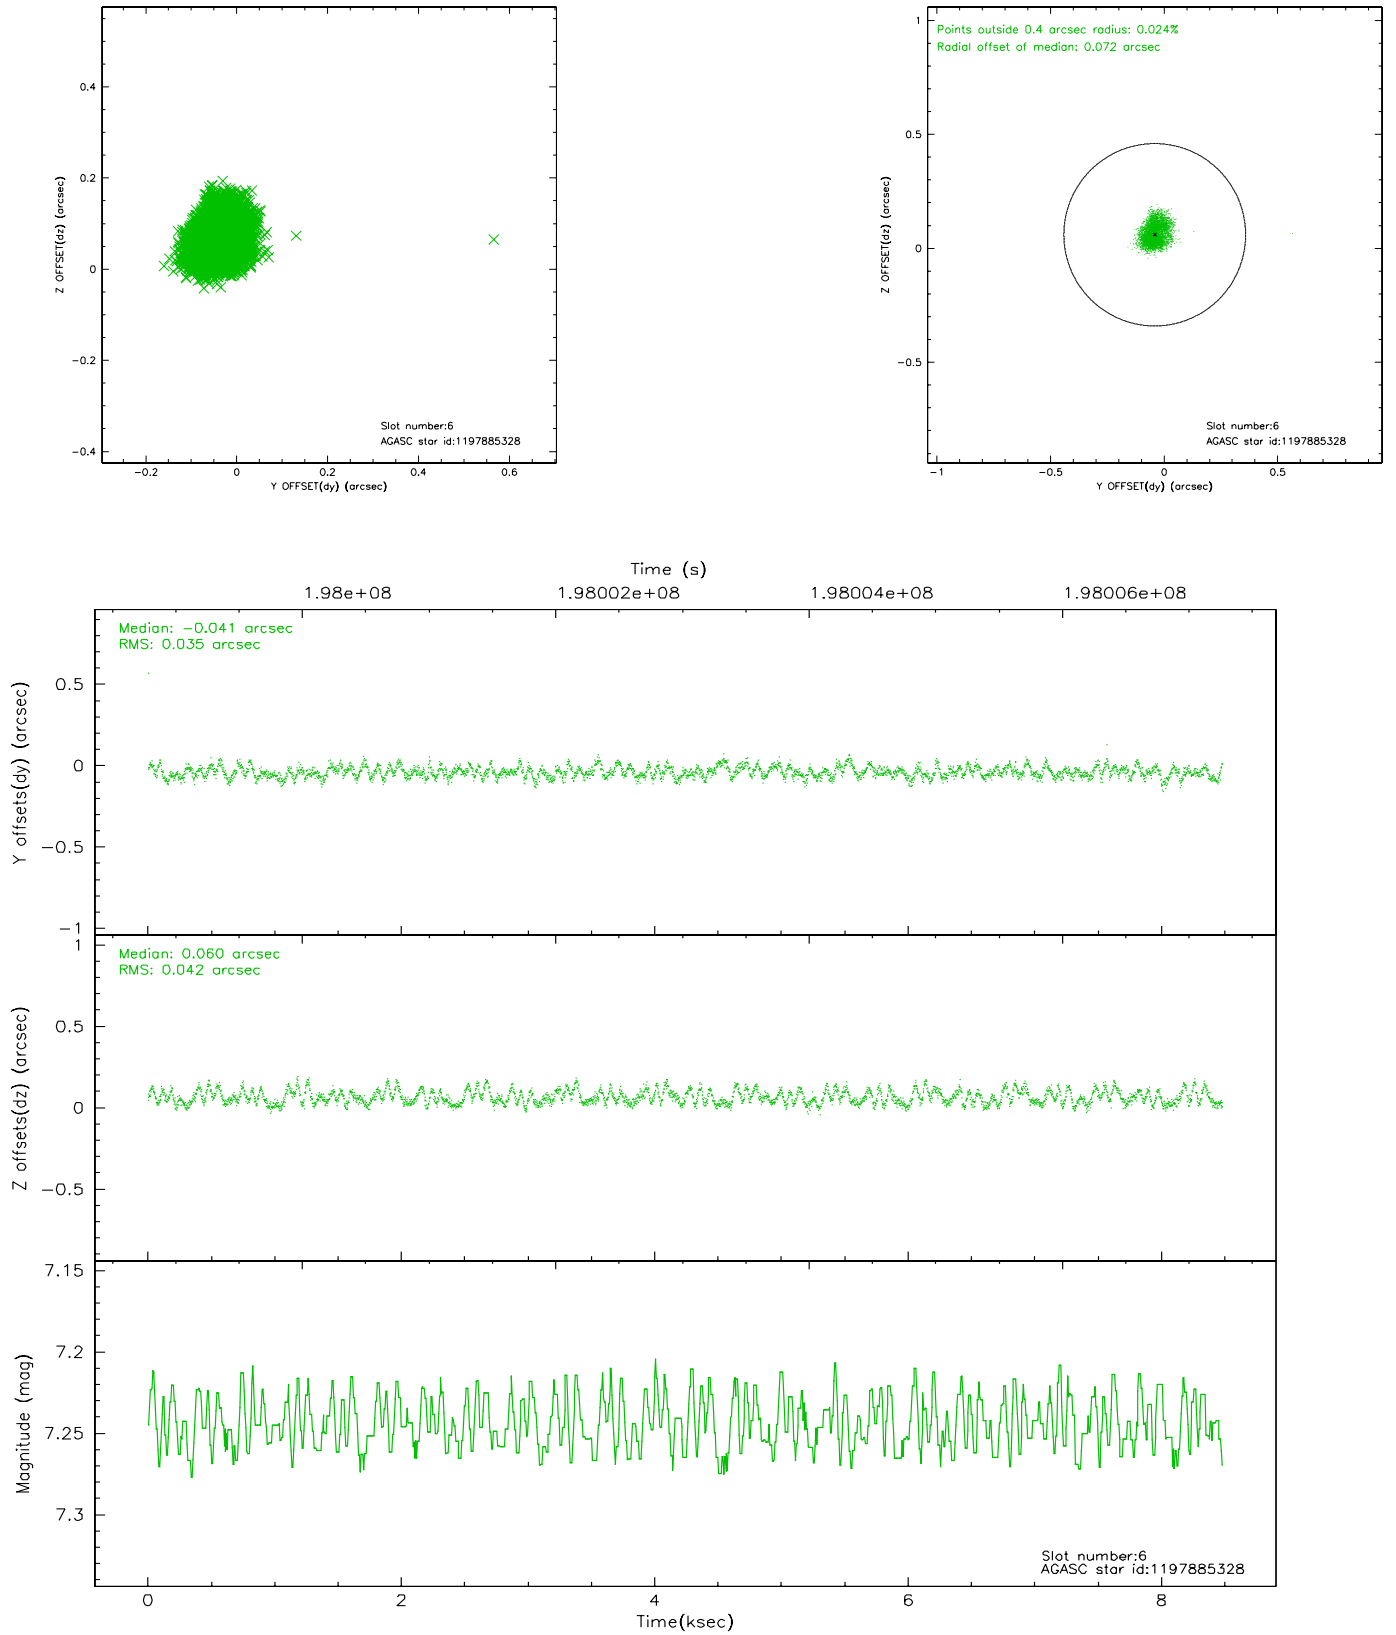 0.4
0.2
0
-0.2
-0.4
Z OFFSET(dz) (arcsec)
Slot number:6
AGASC star id:1197885328
-0.2 0 0.2 0.4 0.6
Y OFFSET(dy) (arcsec)
Points outside 0.4 arcsec radius: 0.024%
Radial offset of median: 0.072 arcsec
1
0.5
0
-0.5
Z OFFSET(dz) (arcsec)
Slot number:6
AGASC star id:1197885328
-1 -0.5 0 0.5
Y OFFSET(dy) (arcsec)
Time (s)
1.98e+08 1.980002e+08 1.980004e+08 1.980006e+08
Median: -0.041 arcsec
RMS: 0.035 arcsec
0.5
0
-0.5
-1
Y offsets(dy) (arcsec)
Median: 0.060 arcsec
RMS: 0.042 arcsec
1
0.5
0
-0.5
Z offsets(dz) (arcsec)
7.15
7.2
7.25
7.3
Magnitude (mag)
Slot number:6
AGASC star id:1197885328
0 2 4 6 8
Time(ksec)